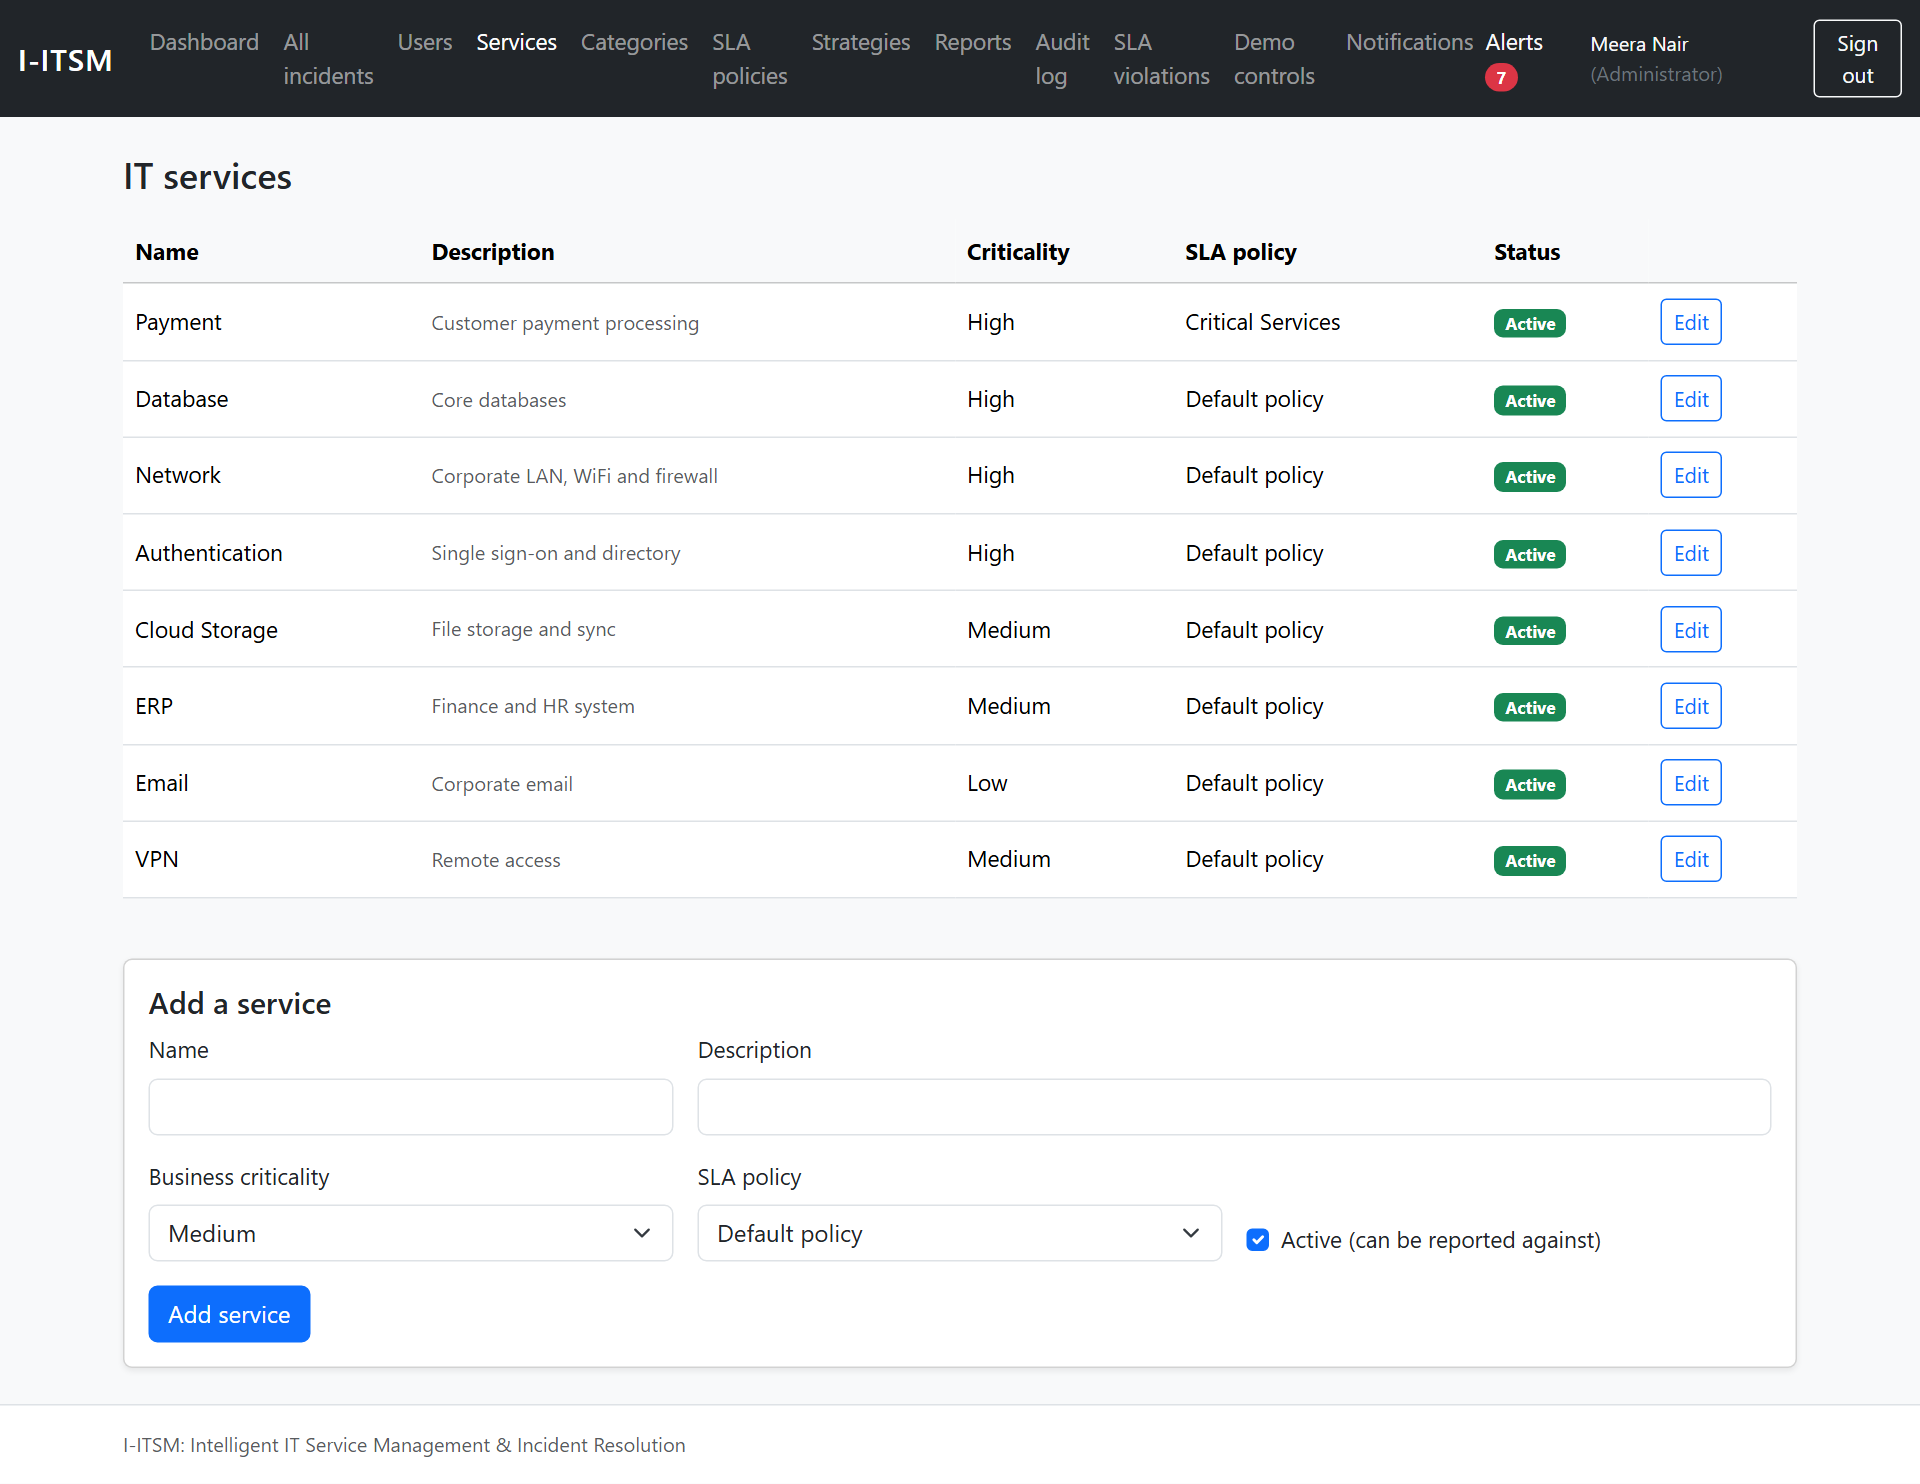 I-ITSM
Dashboard
All incidents
Users
Services
Categories
SLA policies
Strategies
Reports
Audit log
SLA violations
Demo controls
Notifications
Alerts 7
Meera Nair (Administrator)
Sign out
IT services
Name Description Criticality SLA policy Status
Payment Customer payment processing High Critical Services Active Edit
Database Core databases High Default policy Active Edit
Network Corporate LAN, WiFi and firewall High Default policy Active Edit
Authentication Single sign-on and directory High Default policy Active Edit
Cloud Storage File storage and sync Medium Default policy Active Edit
ERP Finance and HR system Medium Default policy Active Edit
Email Corporate email Low Default policy Active Edit
VPN Remote access Medium Default policy Active Edit
Add a service
Name Description
Business criticality SLA policy
Medium Default policy Active (can be reported against)
Add service
I-ITSM: Intelligent IT Service Management & Incident Resolution